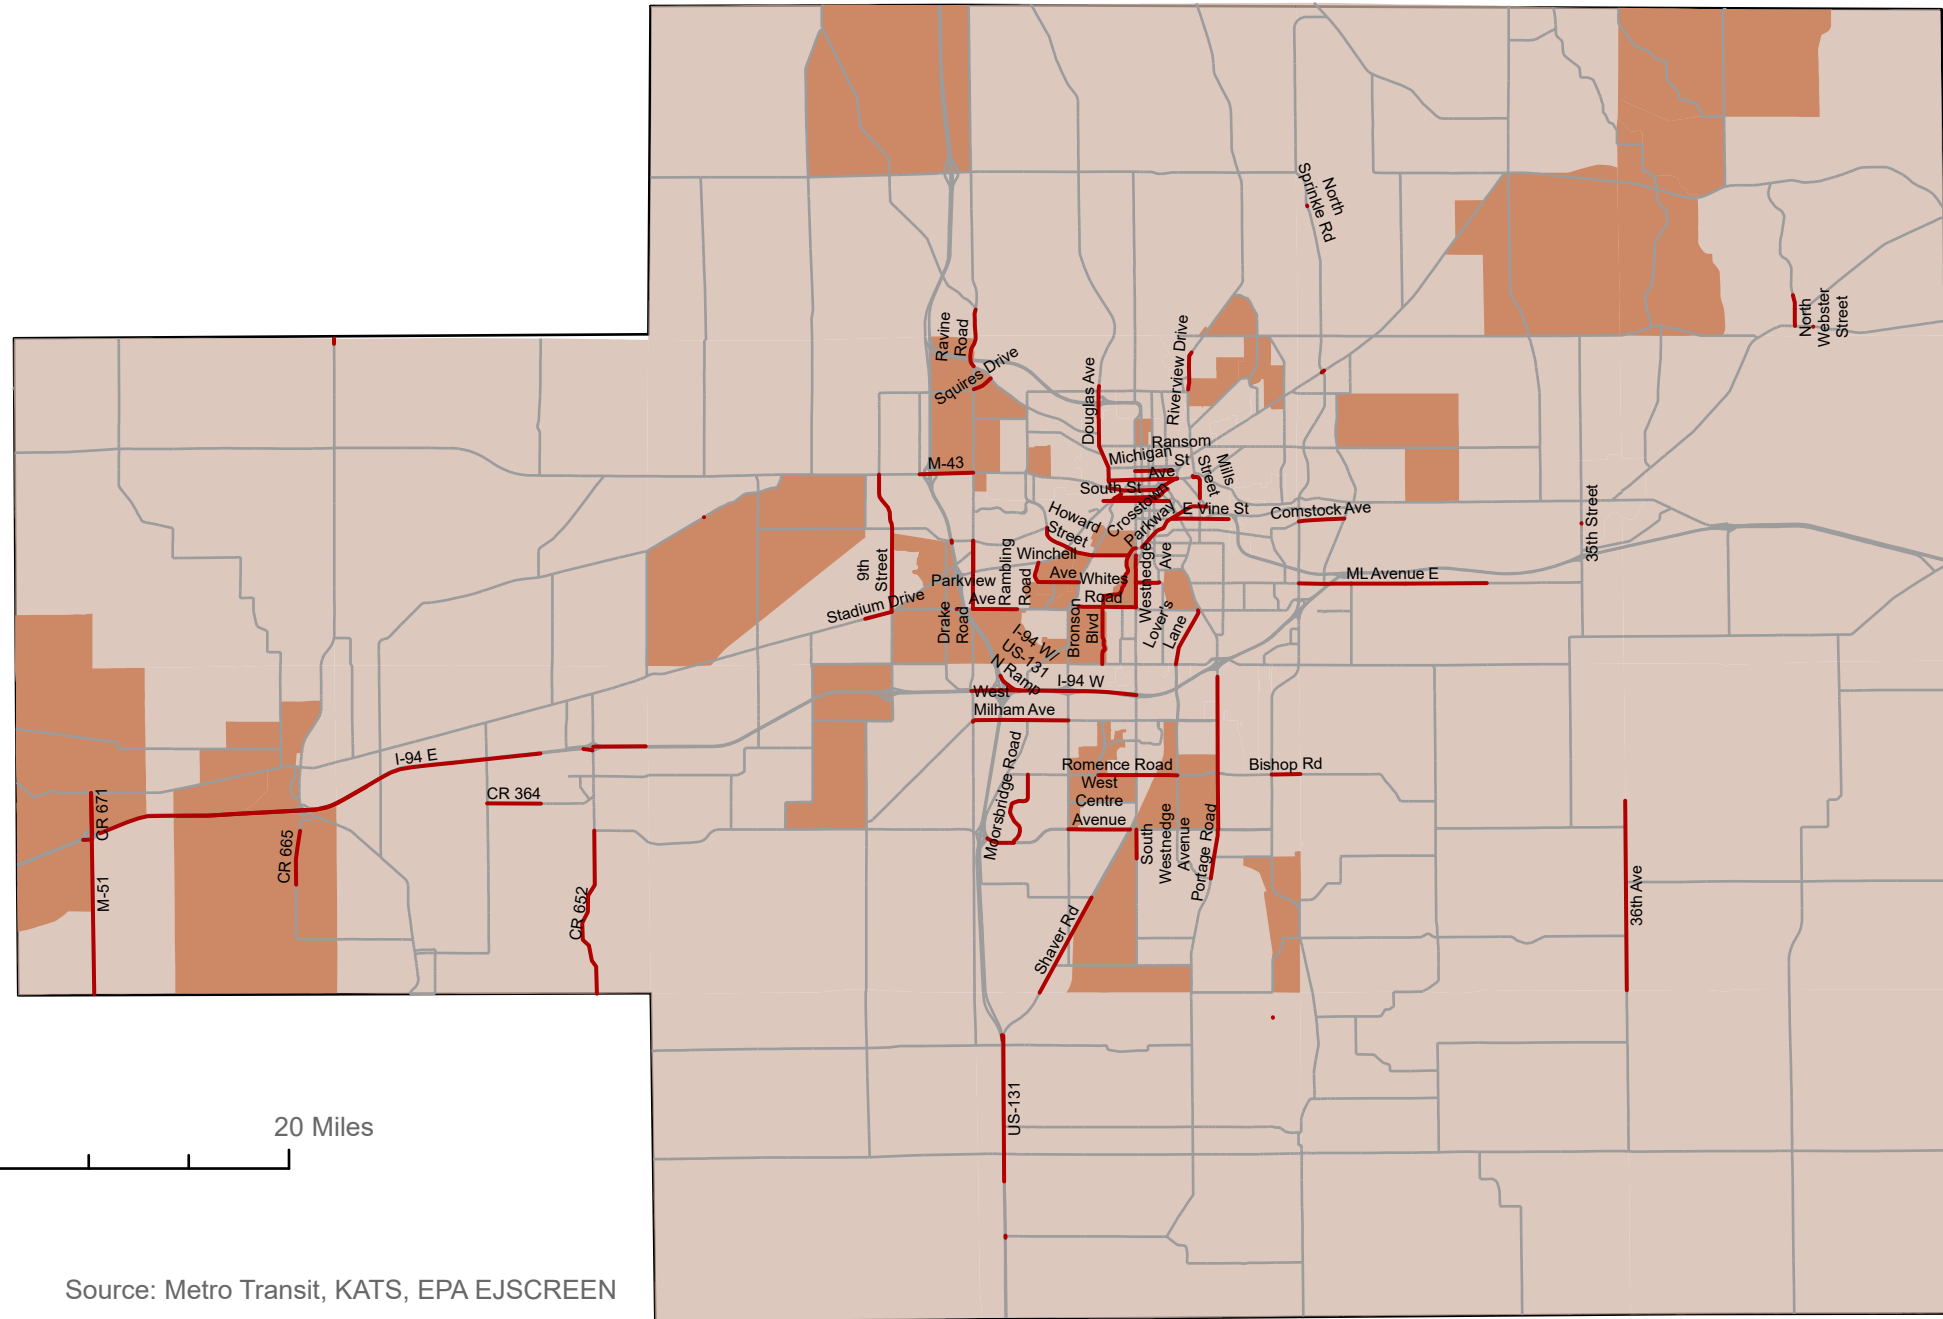 North
Sprinkle Rd
North
Webster
Street
Ravine
Road
Squires Drive
Riverview Drive
Douglas Ave
M-43
Ransom
St
Michigan
Ave
Mills
Street
South St
Crosstown
Parkway
E Vine St
Comstock Ave
35th Street
Howard
Street
9th
Street
Winchell
Ave
Rambling
Road
Parkview
Ave
Whites
Road
Westnedge
Ave
ML Avenue E
Stadium Drive
Drake
Road
Bronson
Blvd
Lover's
Lane
I-94 W/
US-131
N Ramp
I-94 W
West
Milham Ave
I-94 E
CR 364
CR 671
CR 665
M-51
CR 652
Moorsbridge Road
Romence Road
West
Centre
Avenue
Bishop Rd
South
Westnedge
Avenue
Portage Road
Shaver Rd
36th Ave
US-131
20 Miles
Source: Metro Transit, KATS, EPA EJSCREEN